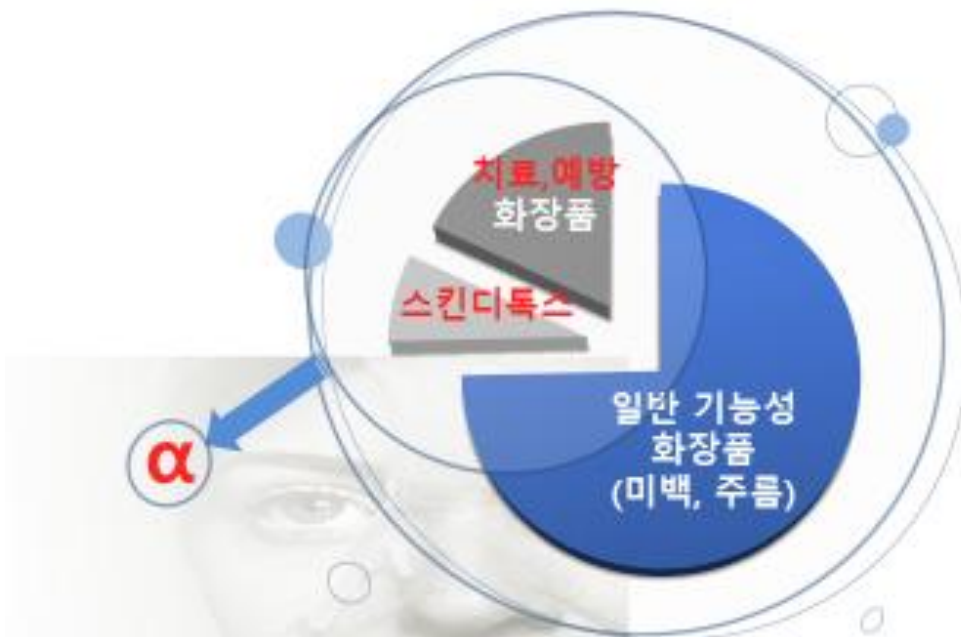 치료,예방
화장품
스킨디톡스
α
일반 기능성
화장품
(미백, 주름)